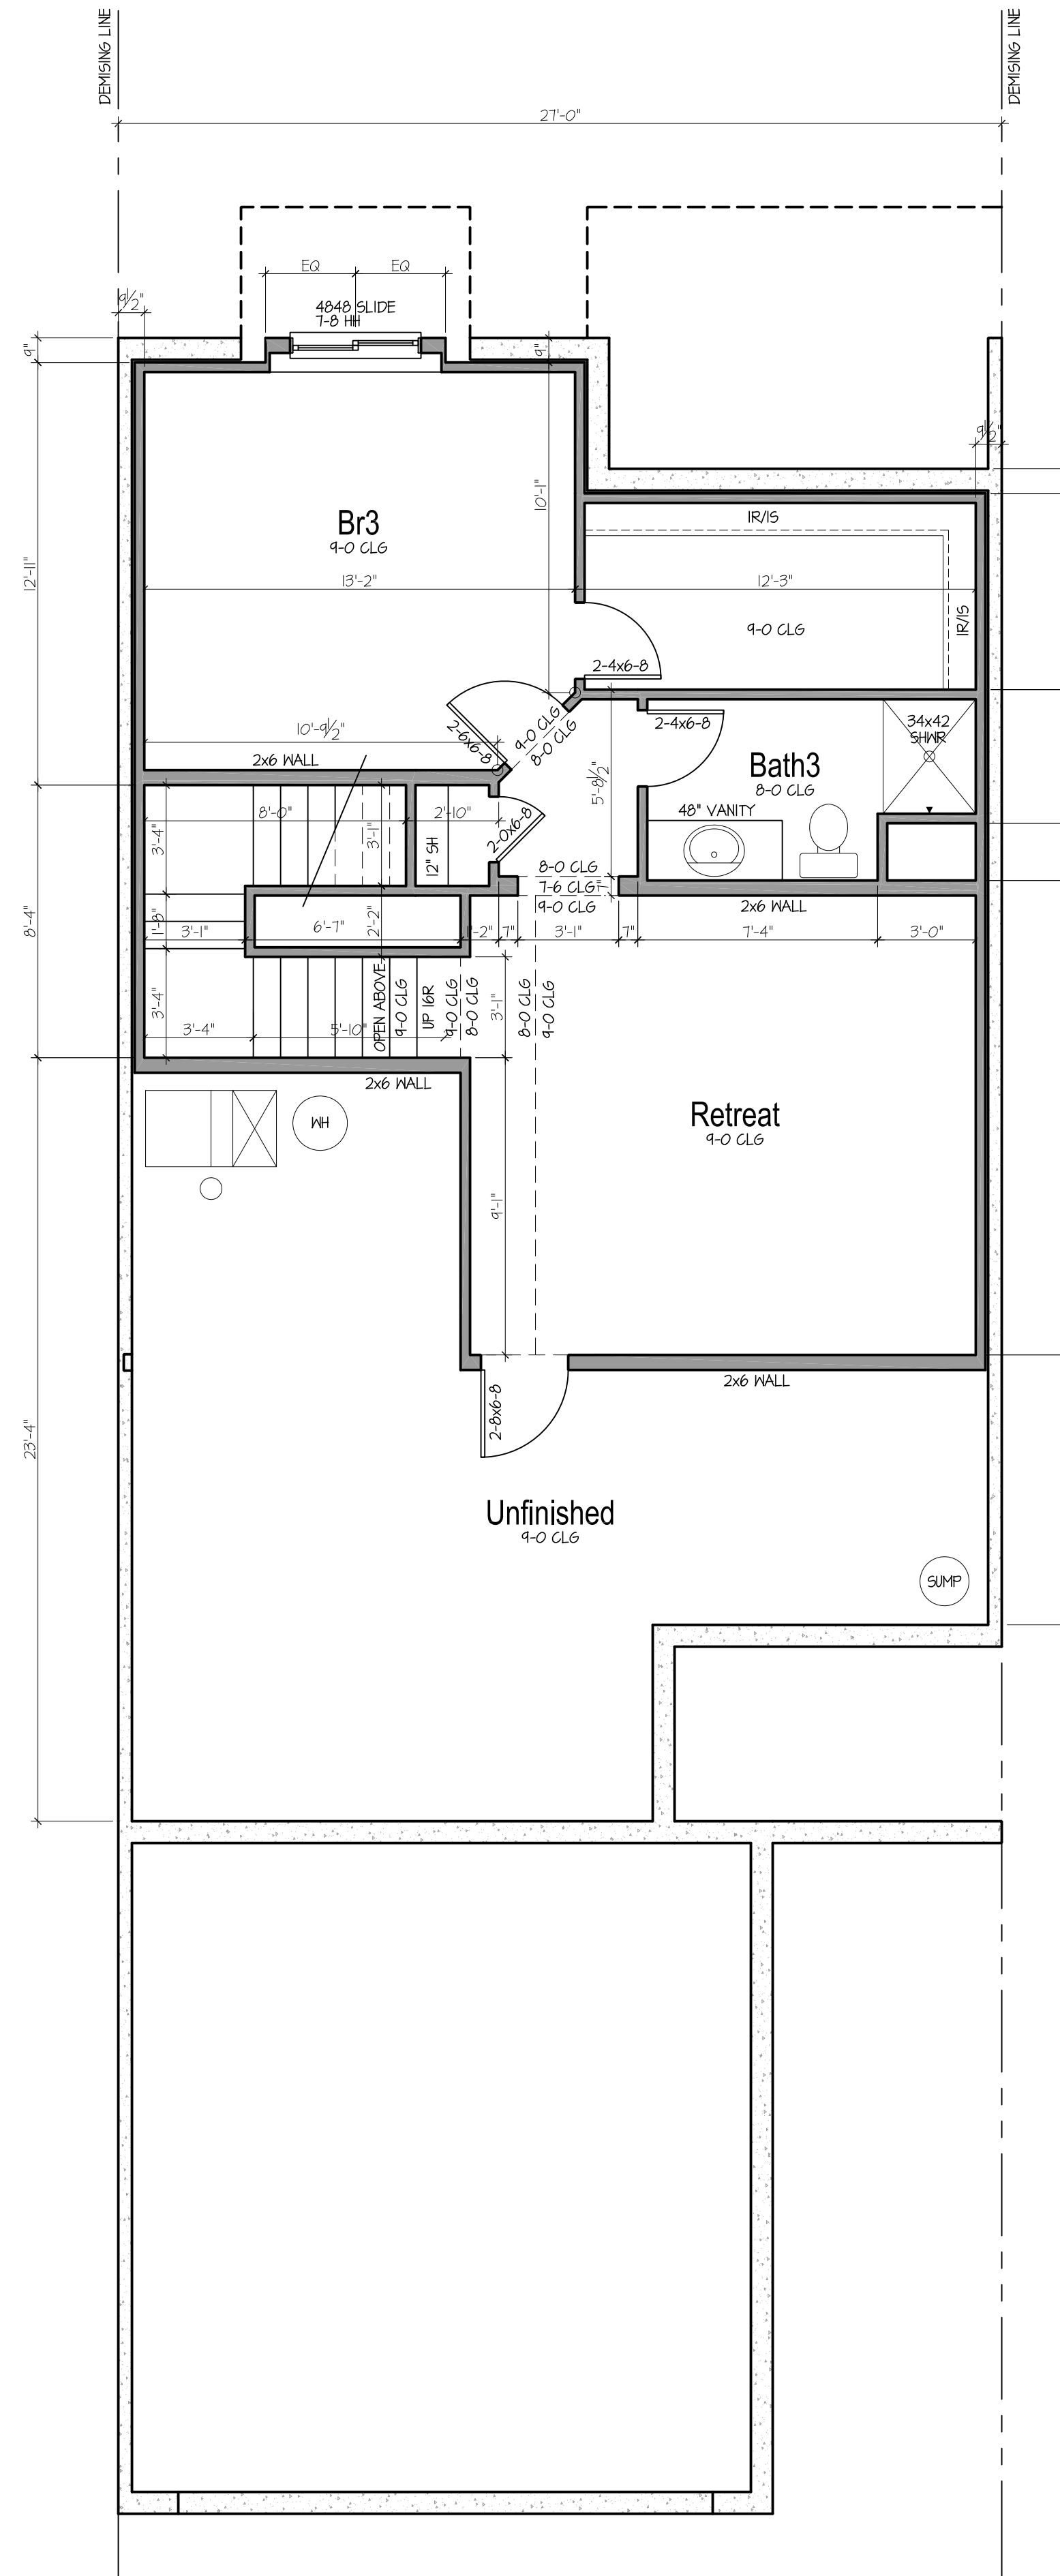 DEMISING LINE
DEMISING LINE
27'-0"
EQ
EQ
4848 SLIDE
7-8 HH
9 1/2"
9"
9"
9 1/2"
IR/IS
Br3
9-0 CLG
10'-1"
12'-11"
13'-2"
12'-3"
IR/IS
9-0 CLG
2-4x6-8
10'-9 1/2"
2-6x6-8
9-0 CLG
8-0 CLG
2-4x6-8
34x42
SHWR
2x6 WALL
Bath3
8-0 CLG
5'-8 1/2"
48" VANITY
8'-0"
2'-10"
2-0x6-8
3'-4"
3'-1"
12" SH
8-0 CLG
7-6 CLG
7"
9-0 CLG
2x6 WALL
8'-4"
1'-8"
3'-1"
6'-7"
2'-2"
1'-2"
7"
3'-1"
7"
7'-4"
3'-0"
3'-4"
3'-4"
5'-10"
OPEN ABOVE
9-0 CLG
UP 16R
9-0 CLG
8-0 CLG
3'-1"
8-0 CLG
9-0 CLG
2x6 WALL
WH
Retreat
9-0 CLG
9'-1"
2x6 WALL
2-8x6-8
23'-4"
Unfinished
9-0 CLG
SUMP